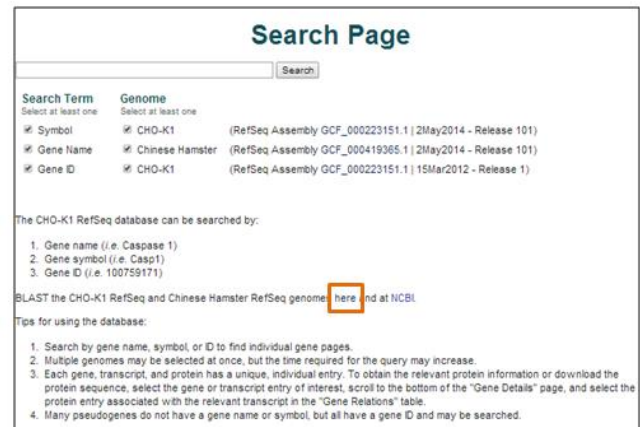 Search Page
Search
Search Term Genome
Select at least one Select at least one
Symbol CHO-K1 (RefSeq Assembly GCF_000223151.1 | 2May2014 - Release 101)
Gene Name Chinese Hamster (RefSeq Assembly GCF_000419365.1 | 2May2014 - Release 101)
Gene ID CHO-K1 (RefSeq Assembly GCF_000223151.1 | 15Mar2012 - Release 1)
The CHO-K1 RefSeq database can be searched by:
1. Gene name (i.e. Caspase 1)
2. Gene symbol (i.e. Casp1)
3. Gene ID (i.e. 100759171)
BLAST the CHO-K1 RefSeq and Chinese Hamster RefSeq genomes here and at NCBI.
Tips for using the database:
1. Search by gene name, symbol, or ID to find individual gene pages.
2. Multiple genomes may be selected at once, but the time required for the query may increase.
3. Each gene, transcript, and protein has a unique, individual entry. To obtain the relevant protein information or download the
protein sequence, select the gene or transcript entry of interest, scroll to the bottom of the "Gene Details" page, and select the
protein entry associated with the relevant transcript in the "Gene Relations" table.
4. Many pseudogenes do not have a gene name or symbol, but all have a gene ID and may be searched.